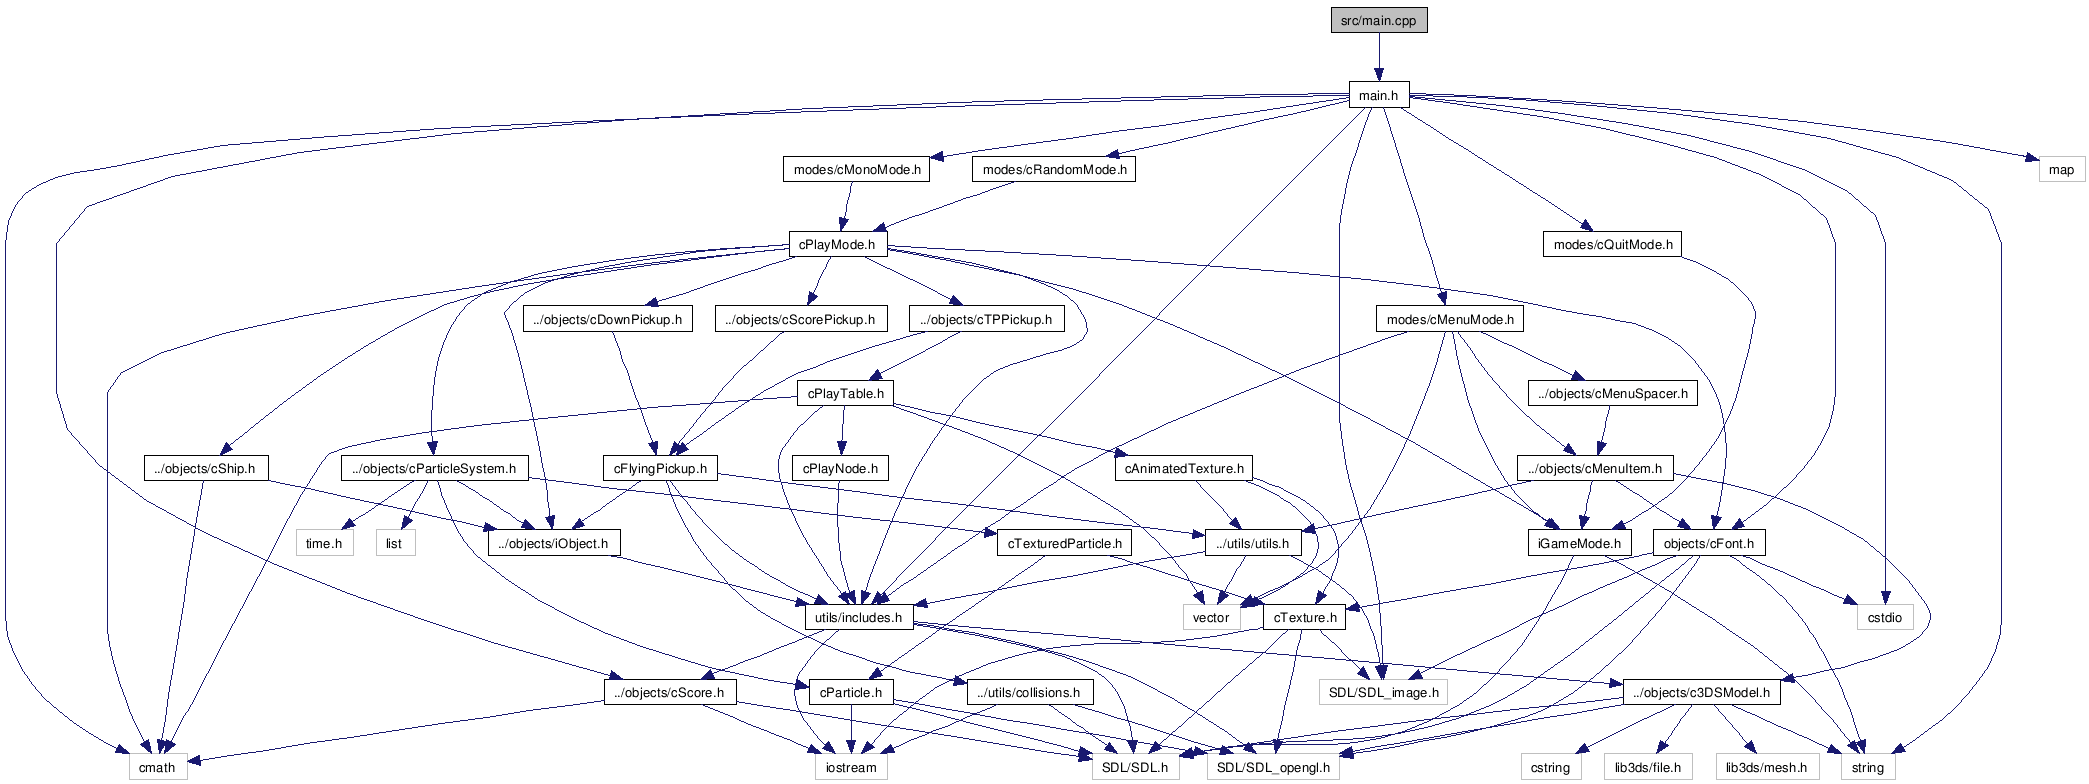 src/main.cpp
main.h
modes/cMonoMode.h
modes/cRandomMode.h
map
cPlayMode.h
modes/cQuitMode.h
../objects/cDownPickup.h
../objects/cScorePickup.h
../objects/cTPPickup.h
modes/cMenuMode.h
cPlayTable.h
../objects/cMenuSpacer.h
../objects/cShip.h
../objects/cParticleSystem.h
cFlyingPickup.h
cPlayNode.h
cAnimatedTexture.h
../objects/cMenuItem.h
time.h
list
../objects/iObject.h
cTexturedParticle.h
../utils/utils.h
iGameMode.h
objects/cFont.h
utils/includes.h
vector
cTexture.h
cstdio
../objects/cScore.h
cParticle.h
../utils/collisions.h
SDL/SDL_image.h
../objects/c3DSModel.h
cmath
iostream
SDL/SDL.h
SDL/SDL_opengl.h
cstring
lib3ds/file.h
lib3ds/mesh.h
string